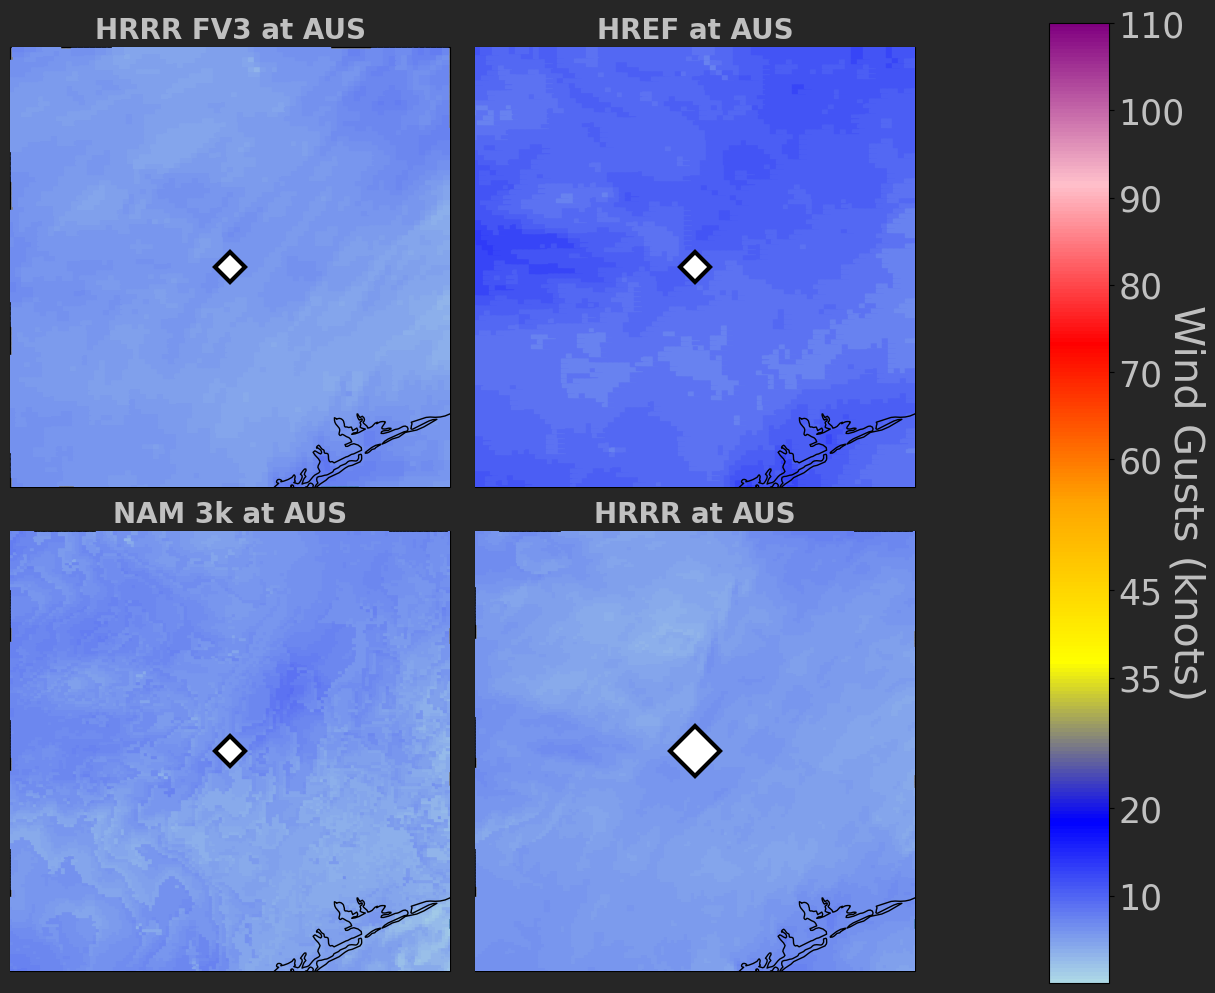 HRRR FV3 at AUS
HREF at AUS
NAM 3k at AUS
HRRR at AUS
110
100
90
80
70
60
45
35
20
10
Wind Gusts (knots)